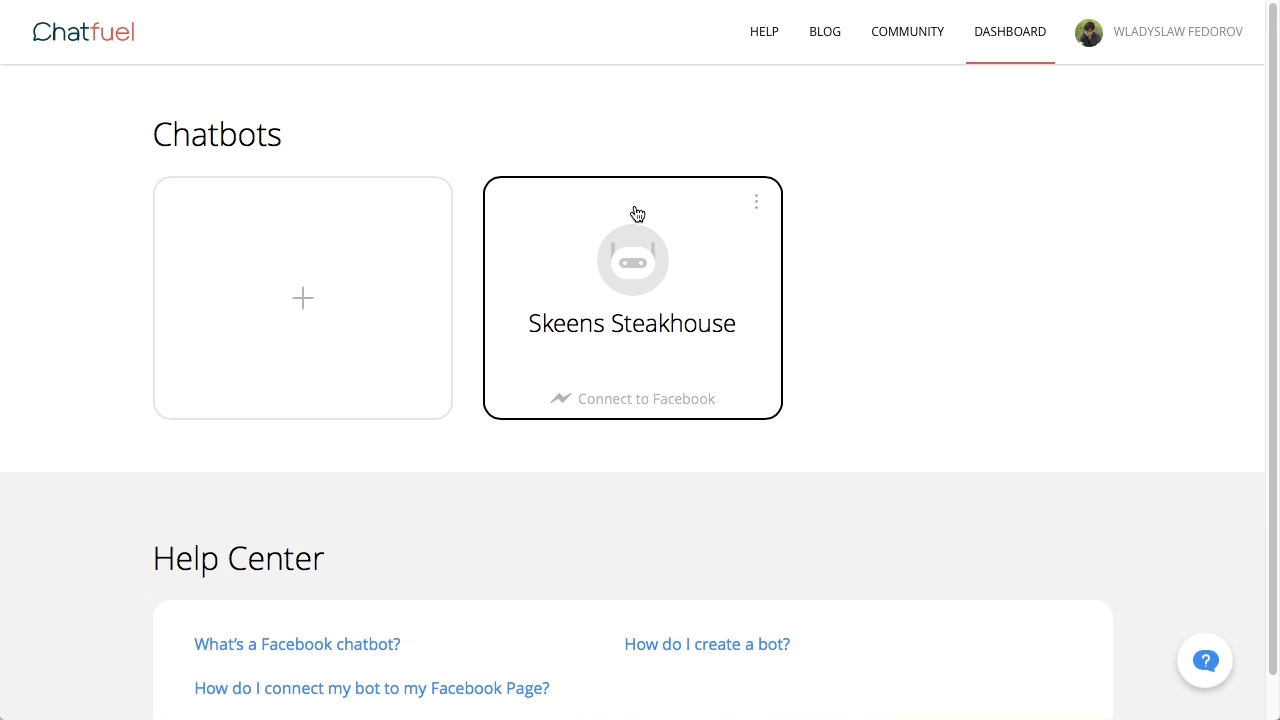 Chatfuel
HELP
BLOG
COMMUNITY
DASHBOARD
WLADYSLAW FEDOROV
Chatbots
Skeens Steakhouse
Connect to Facebook
Help Center
What's a Facebook chatbot?
How do I create a bot?
How do I connect my bot to my Facebook Page?